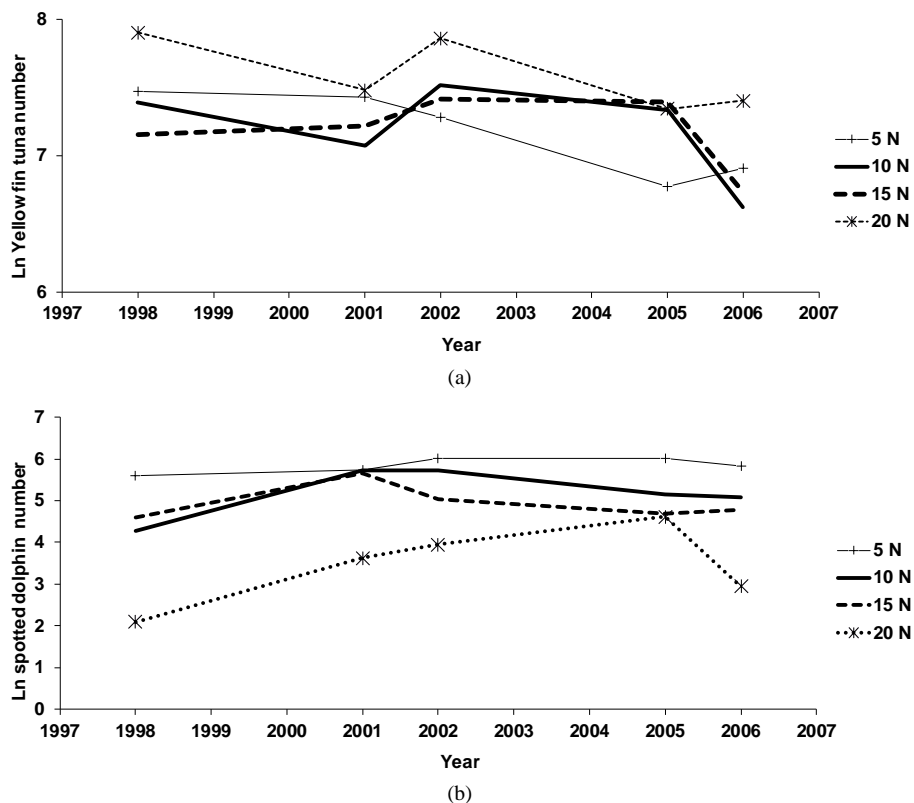 8
7
6
Ln Yellowfin tuna number
1997 1998 1999 2000 2001 2002 2003 2004 2005 2006 2007
Year
5 N
10 N
15 N
20 N
(a)
7
6
5
4
3
2
1
0
Ln spotted dolphin number
1997 1998 1999 2000 2001 2002 2003 2004 2005 2006 2007
Year
5 N
10 N
15 N
20 N
(b)